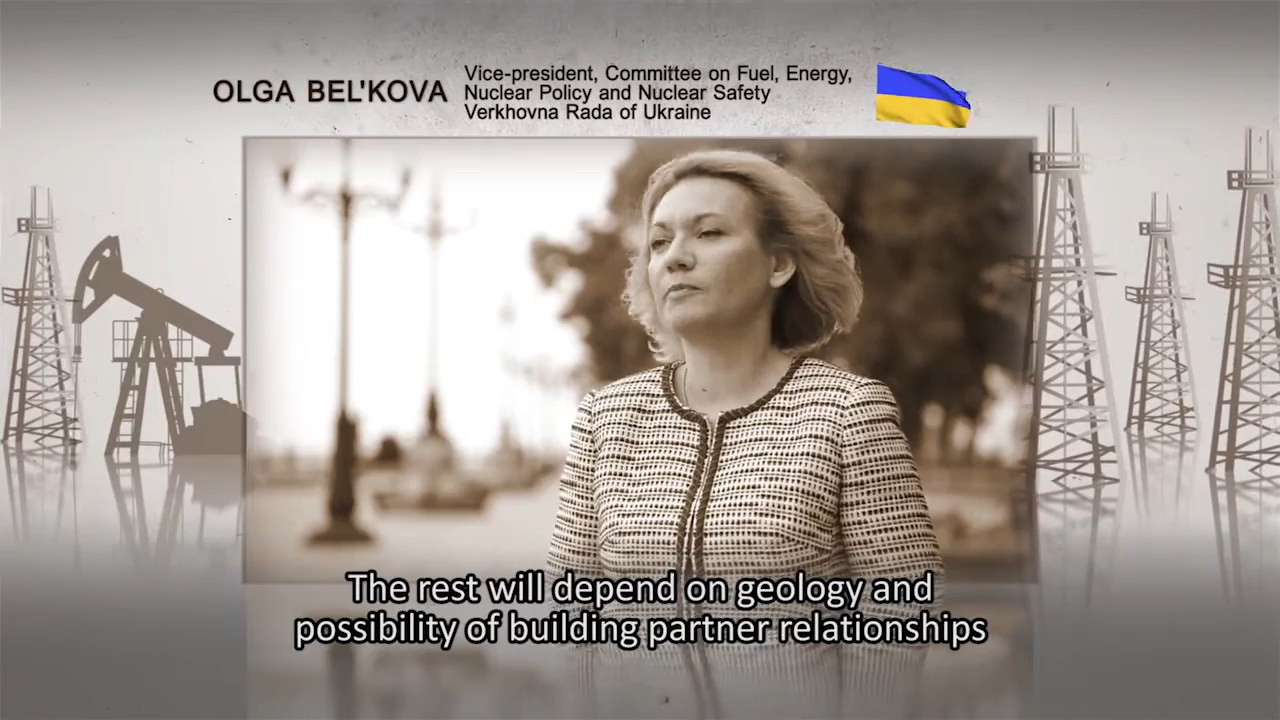 OLGA BEL'KOVA
Vice-president, Committee on Fuel, Energy,
Nuclear Policy and Nuclear Safety
Verkhovna Rada of Ukraine
The rest will depend on geology and
possibility of building partner relationships